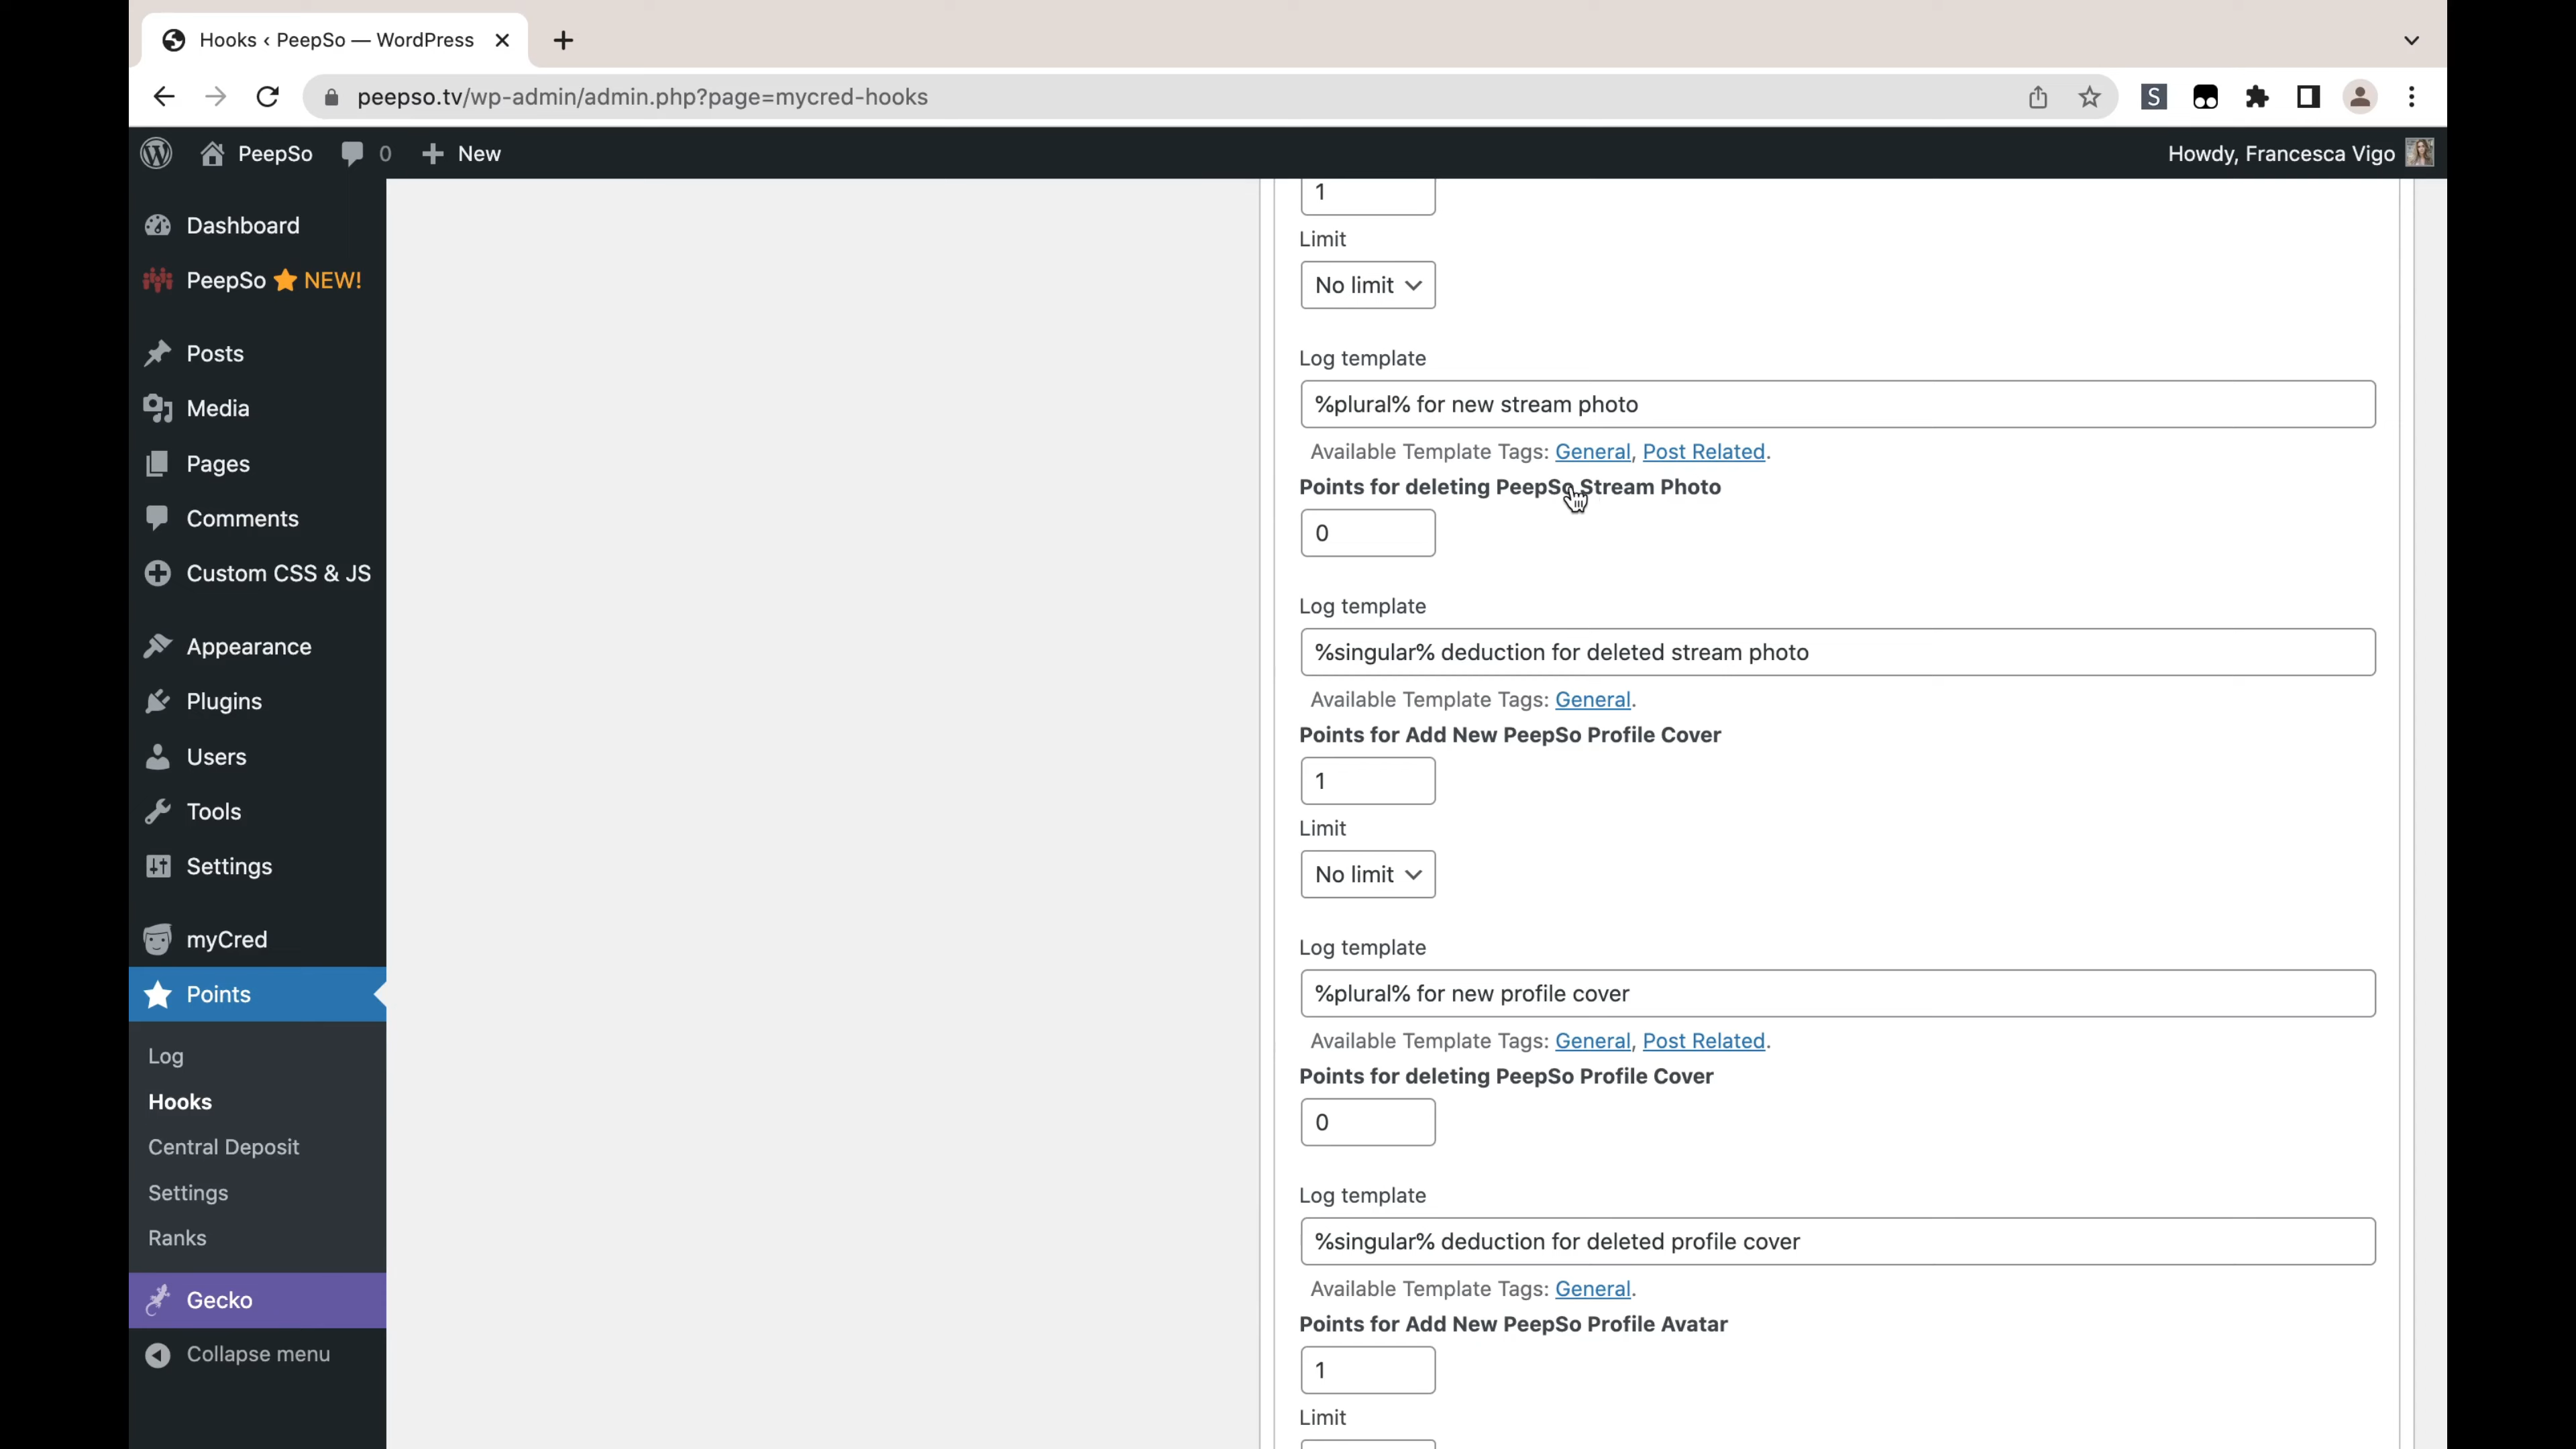 Hooks ‹ PeepSo — WordPress
peepso.tv/wp-admin/admin.php?page=mycred-hooks
S
PeepSo 0 New
Howdy, Francesca Vigo
Dashboard
PeepSo NEW!
Posts
Media
Pages
Comments
Custom CSS & JS
Appearance
Plugins
Users
Tools
Settings
myCred
Points
Log
Hooks
Central Deposit
Settings
Ranks
Gecko
Collapse menu
1
Limit
No limit
Log template
%plural% for new stream photo
Available Template Tags: General, Post Related.
Points for deleting PeepSo Stream Photo
0
Log template
%singular% deduction for deleted stream photo
Available Template Tags: General.
Points for Add New PeepSo Profile Cover
1
Limit
No limit
Log template
%plural% for new profile cover
Available Template Tags: General, Post Related.
Points for deleting PeepSo Profile Cover
0
Log template
%singular% deduction for deleted profile cover
Available Template Tags: General.
Points for Add New PeepSo Profile Avatar
1
Limit